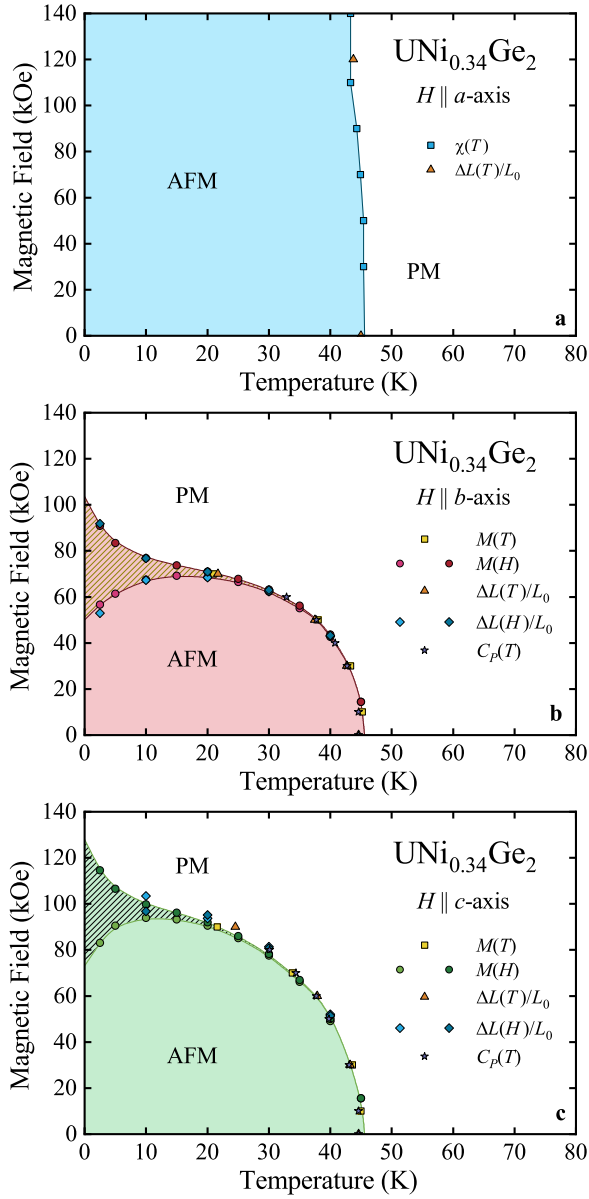 140
120
100
80
60
40
20
0
Magnetic Field (kOe)
UNi0.34Ge2
H || a-axis
χ(T)
ΔL(T)/L0
AFM
PM
a
0 10 20 30 40 50 60 70 80
Temperature (K)
140
120
100
80
60
40
20
0
Magnetic Field (kOe)
UNi0.34Ge2
PM
H || b-axis
M(T)
M(H)
ΔL(T)/L0
ΔL(H)/L0
CP(T)
AFM
b
0 10 20 30 40 50 60 70 80
Temperature (K)
140
120
100
80
60
40
20
0
Magnetic Field (kOe)
UNi0.34Ge2
PM
H || c-axis
M(T)
M(H)
ΔL(T)/L0
ΔL(H)/L0
CP(T)
AFM
c
0 10 20 30 40 50 60 70 80
Temperature (K)